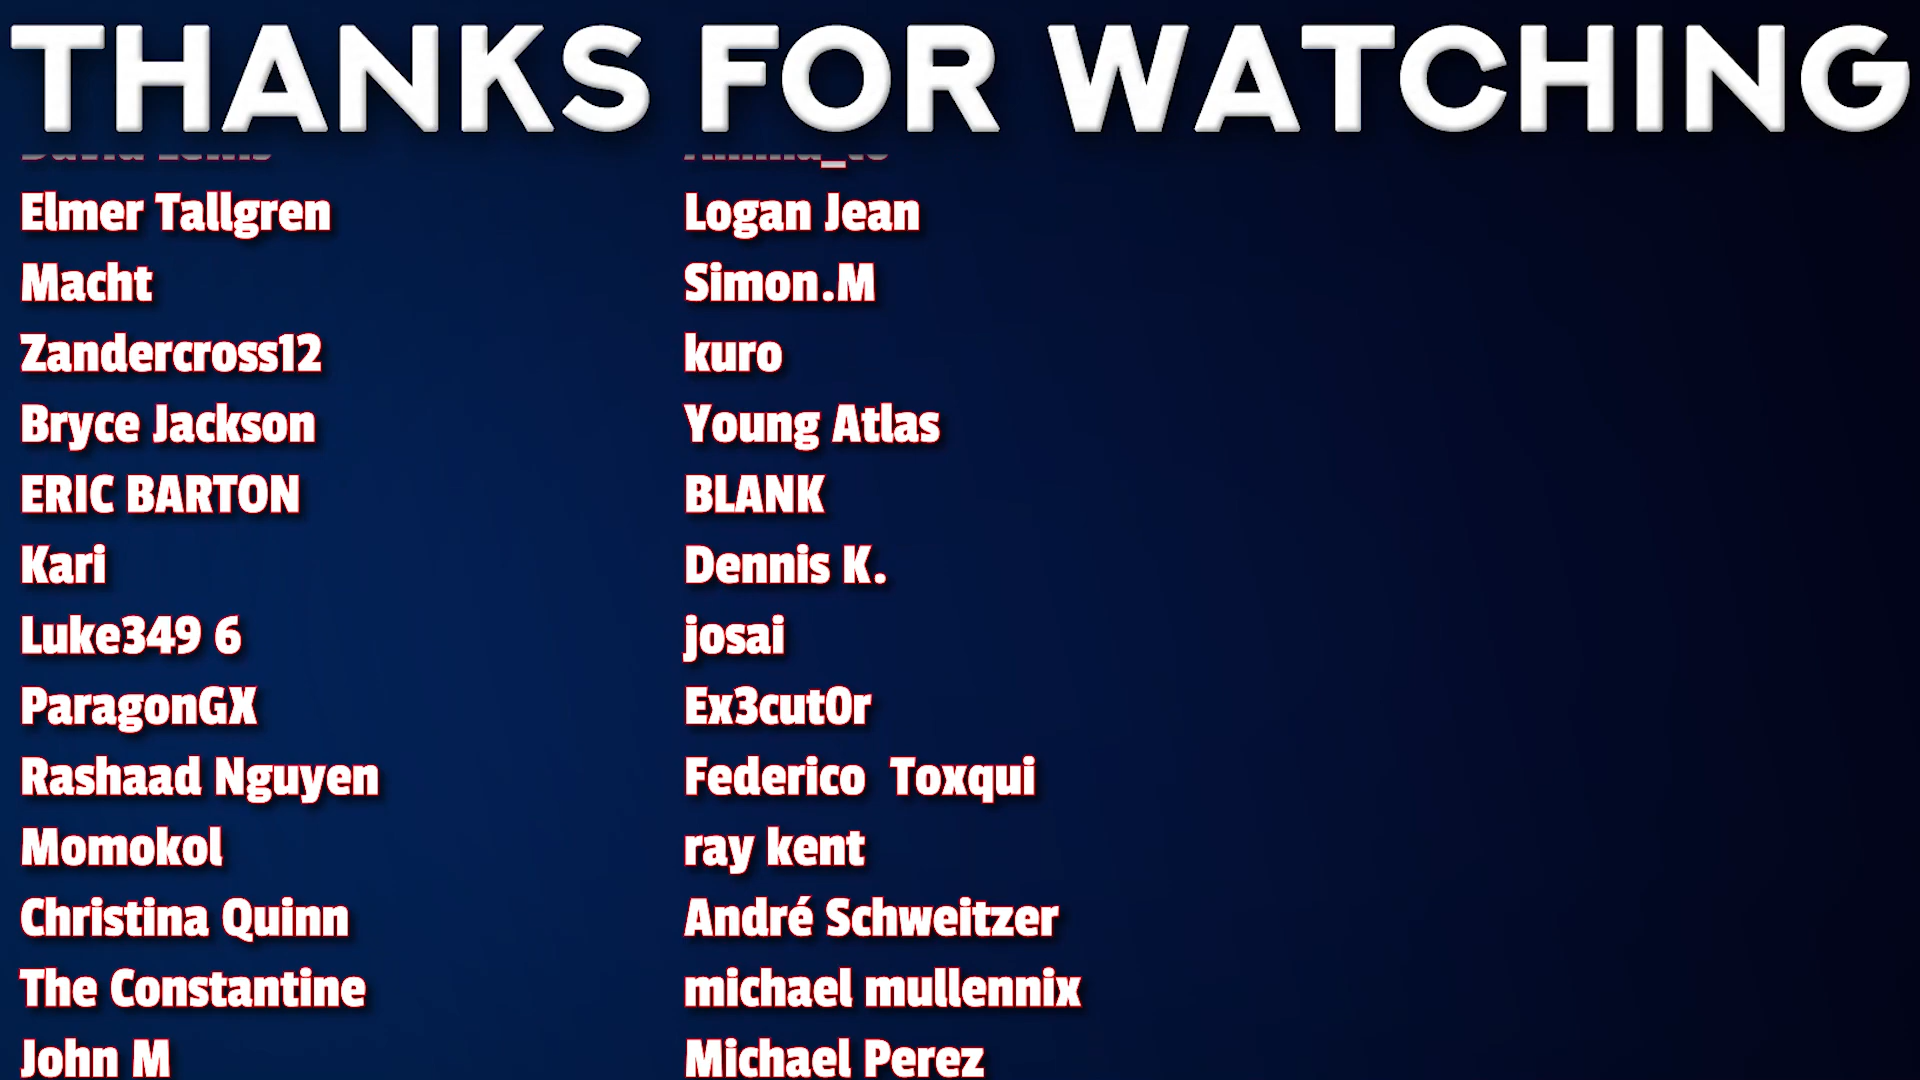 THANKS FOR WATCHING
Elmer Tallgren
Macht
Zandercross12
Bryce Jackson
ERIC BARTON
Kari
Luke349 6
ParagonGX
Rashaad Nguyen
Momokol
Christina Quinn
The Constantine
John M
Logan Jean
Simon.M
kuro
Young Atlas
BLANK
Dennis K.
josai
Ex3cut0r
Federico  Toxqui
ray kent
André Schweitzer
michael mullennix
Michael Perez